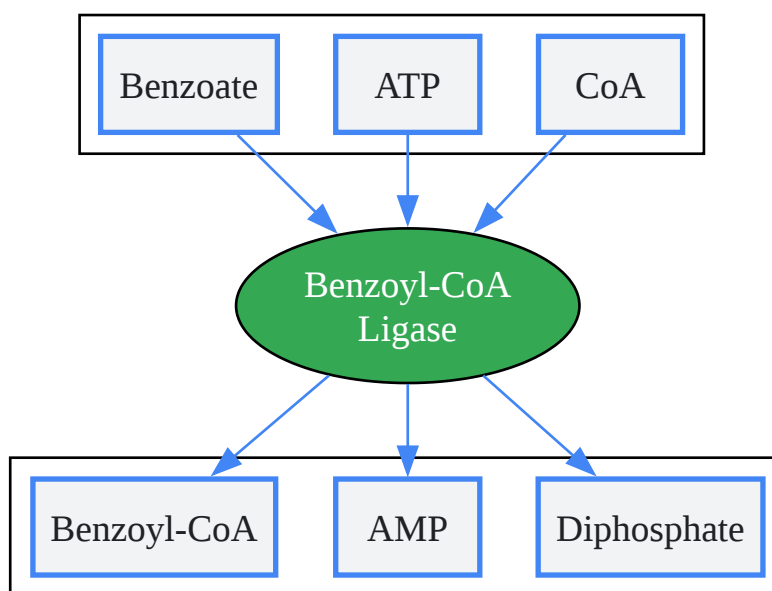 Benzoate
ATP
CoA
Benzoyl-CoA
Ligase
Benzoyl-CoA
AMP
Diphosphate